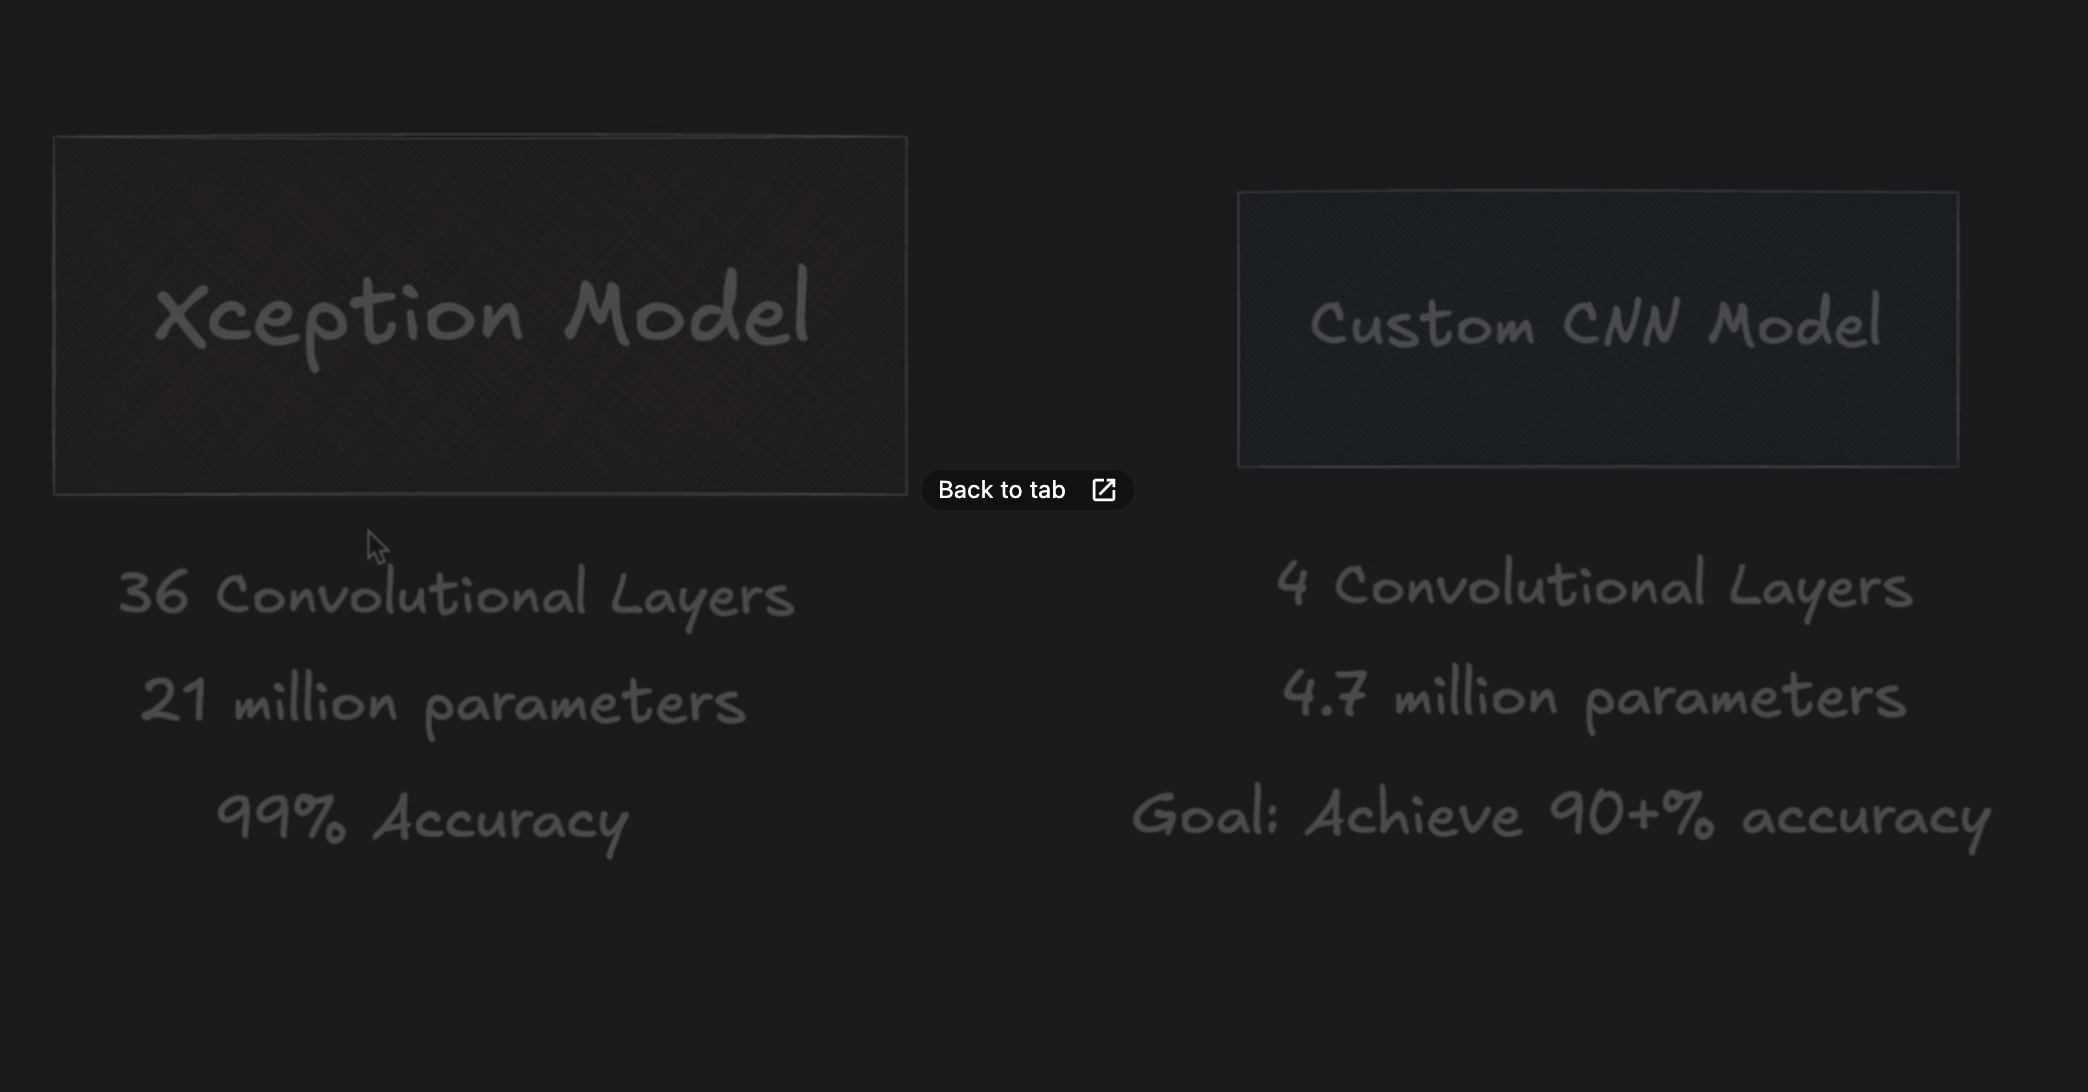 Xception Model
36 Convolutional Layers
21 million parameters
99% Accuracy
Back to tab
Custom CNN Model
4 Convolutional Layers
4.7 million parameters
Goal: Achieve 90+% accuracy